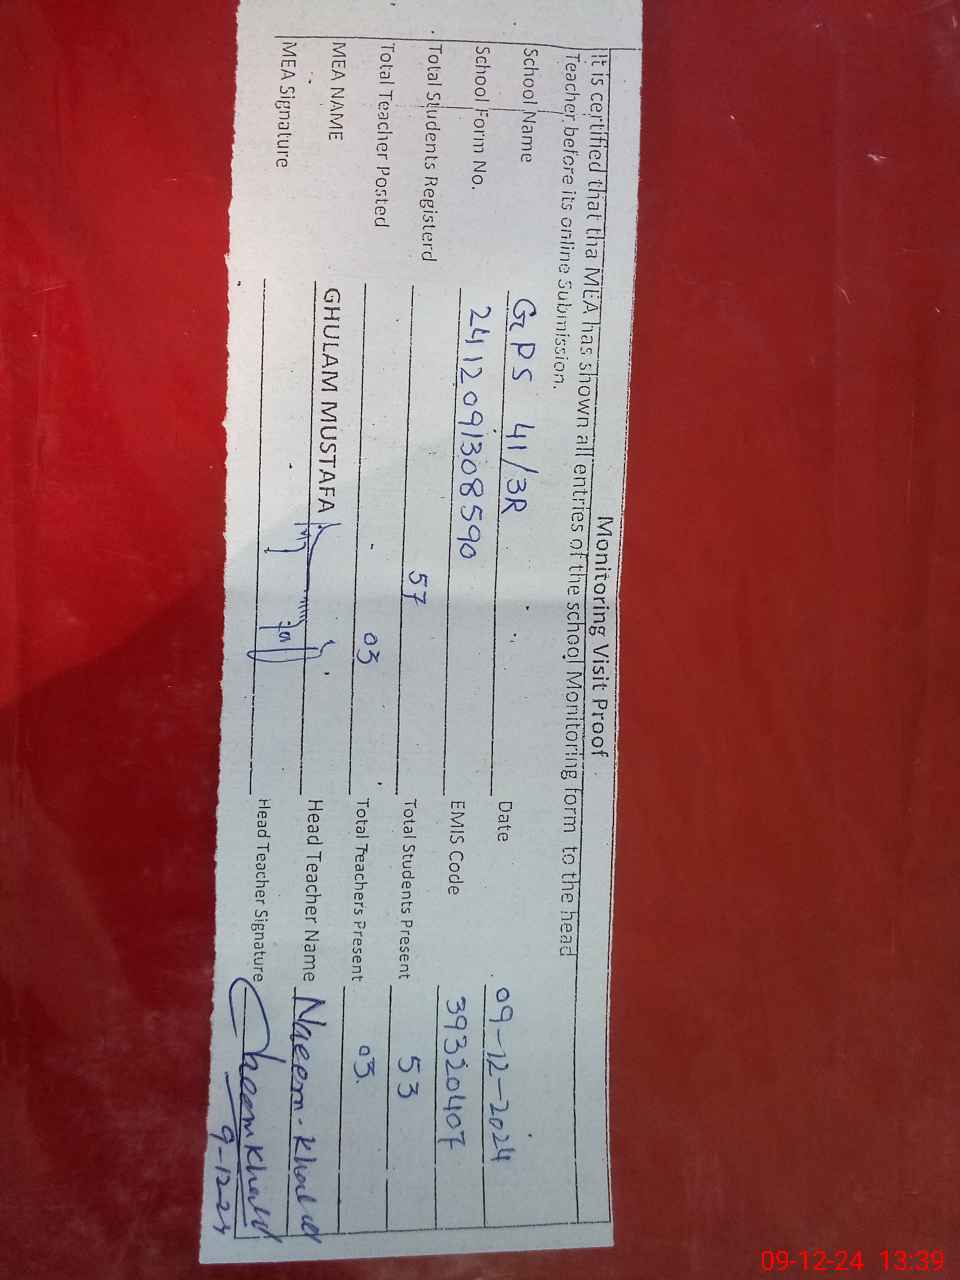 Monitoring Visit Proof
It is certified that tha MEA has shown all entries of the school Monitoring form to the head
Teacher before its online Submission.
School Name GPS 41/3R Date 09-12-2024
School Form No. 2412091308590 EMIS Code 39320407
Total Students Registerd 57 Total Students Present 53
Total Teacher Posted 03 Total Teachers Present 03.
MEA NAME GHULAM MUSTAFA Head Teacher Name Naeem. Khalid
MEA Signature Head Teacher Signature
9-12-24
09-12-24 13:39